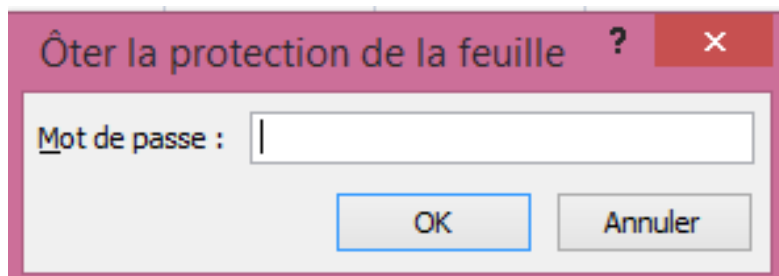 Ôter la protection de la feuille ? ×
Mot de passe :
OK Annuler